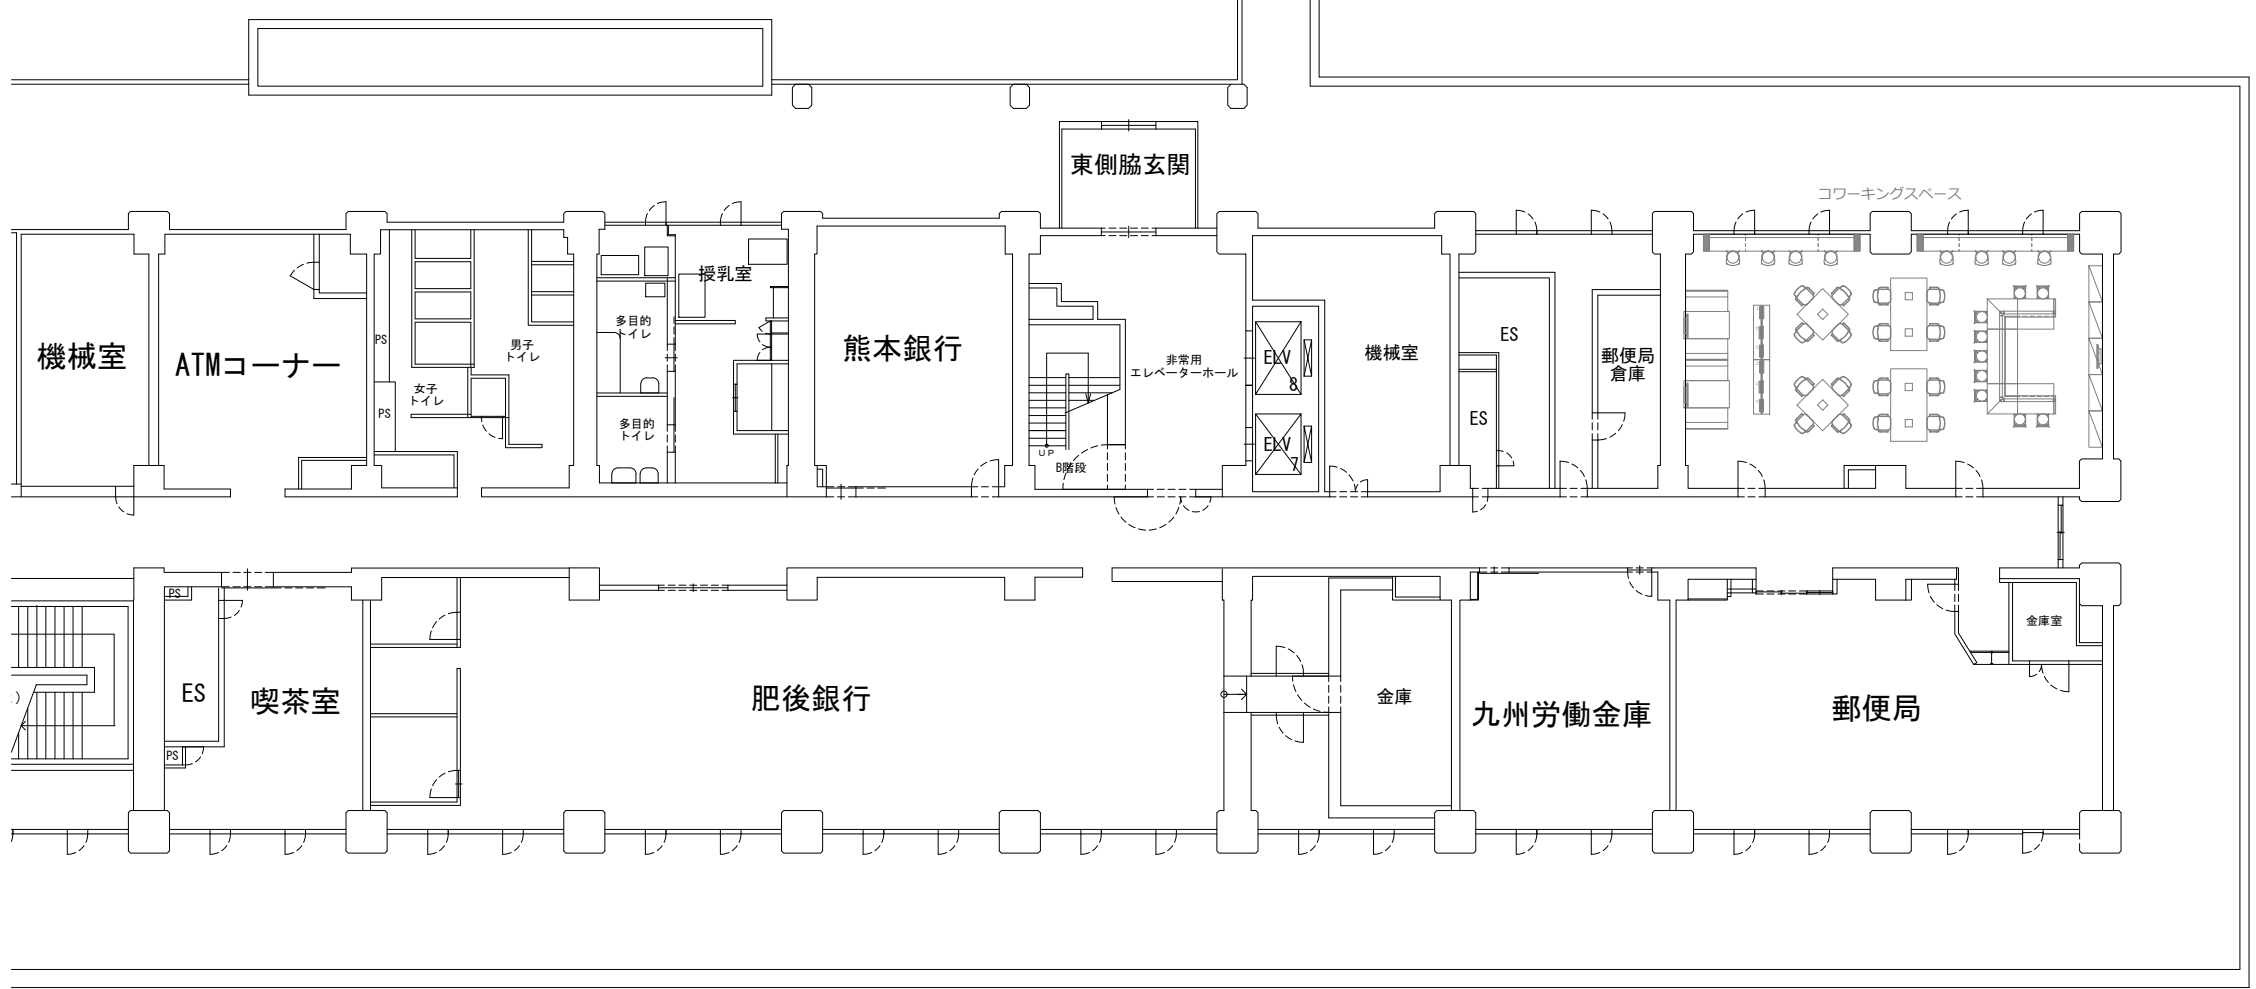 東側脇玄関
コワーキングスペース
機械室
ATMコーナー
PS
PS
女子
トイレ
男子
トイレ
多目的
トイレ
多目的
トイレ
授乳室
熊本銀行
UP
B階段
非常用
エレベーターホール
ELV
8
ELV
7
機械室
ES
ES
郵便局
倉庫
PS
ES
PS
喫茶室
肥後銀行
金庫
九州労働金庫
郵便局
金庫室